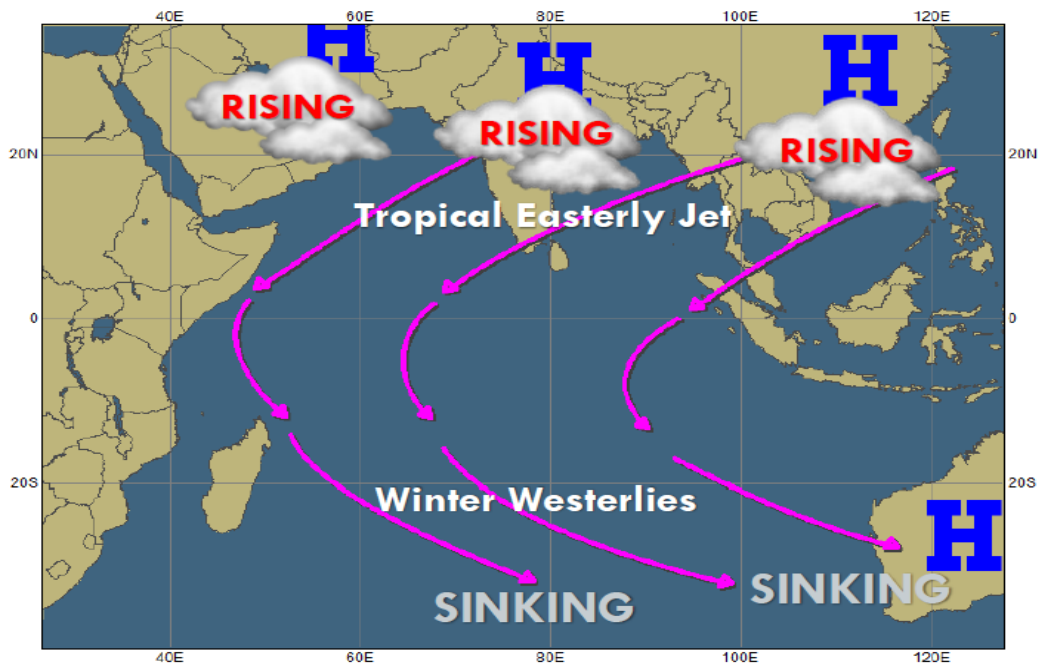 40E 60E 80E 100E 120E
H H H
RISING RISING RISING
20N 20N
Tropical Easterly Jet
0 0
20S 20S
Winter Westerlies
H
SINKING SINKING
40E 60E 80E 100E 120E